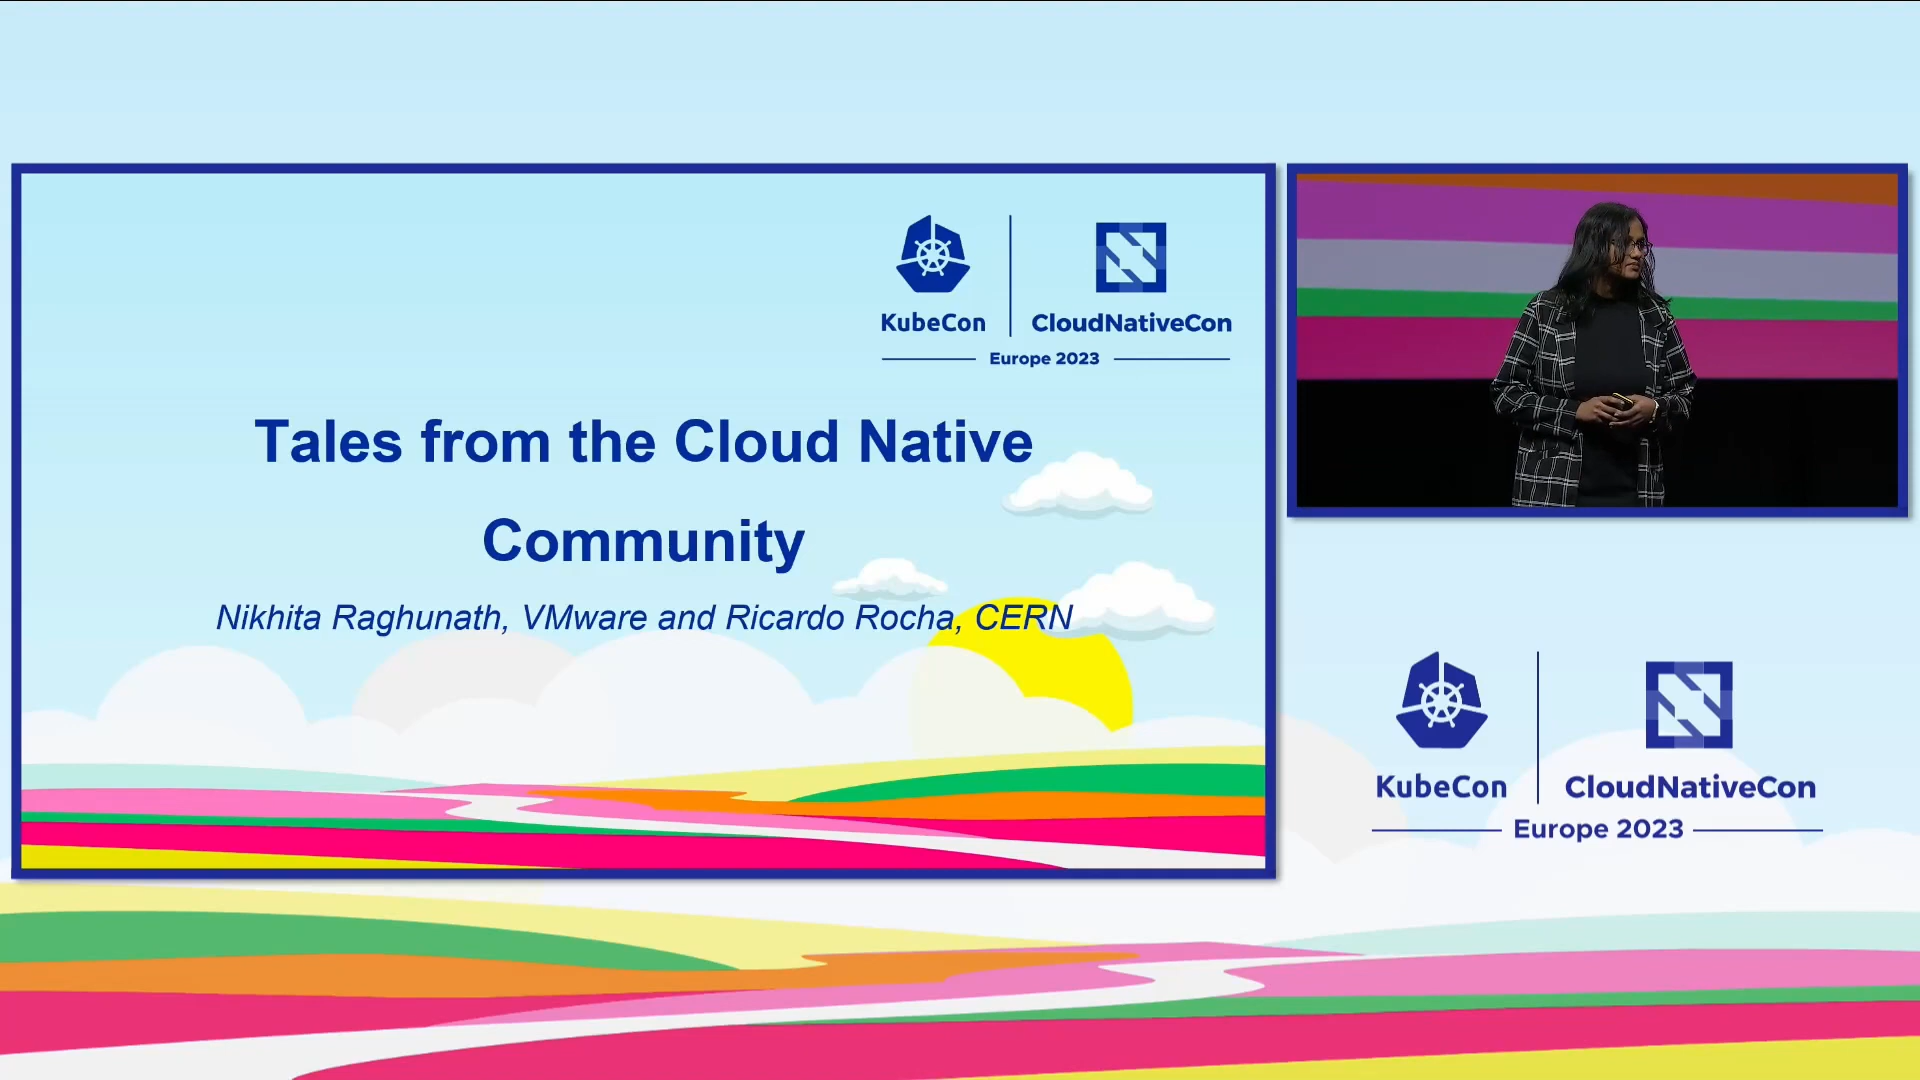 KubeCon
CloudNativeCon
Europe 2023
Tales from the Cloud Native
Community
Nikhita Raghunath, VMware and Ricardo Rocha, CERN
KubeCon
CloudNativeCon
Europe 2023